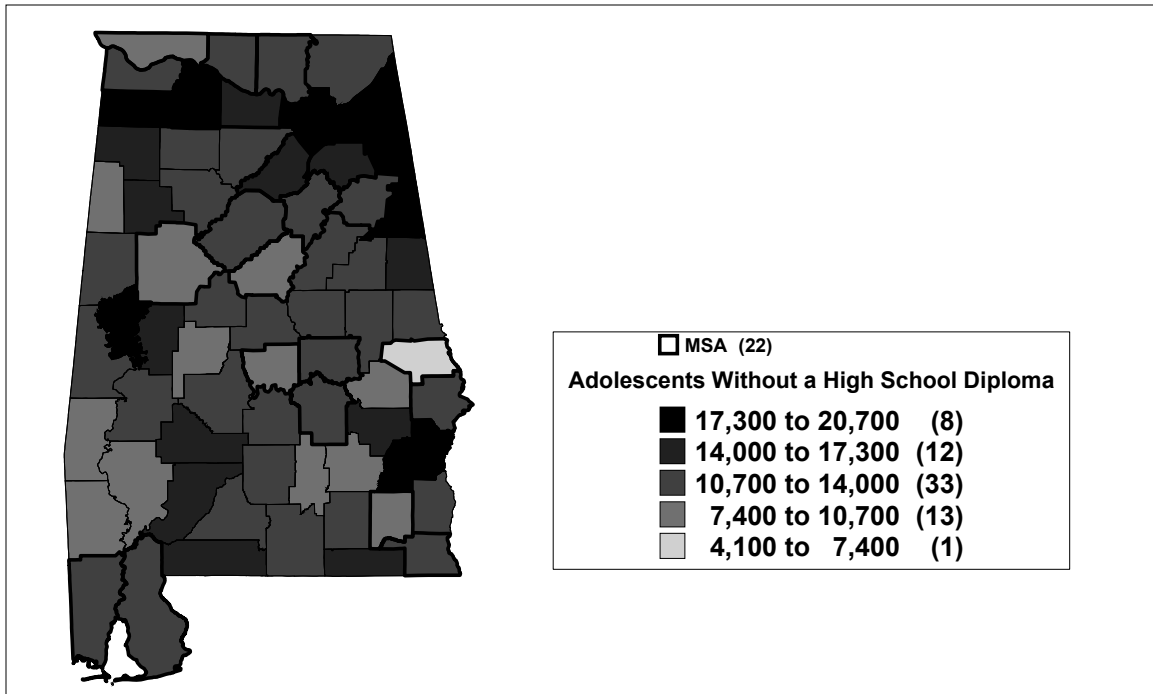 MSA (22)
Adolescents Without a High School Diploma
17,300 to 20,700 (8)
14,000 to 17,300 (12)
10,700 to 14,000 (33)
7,400 to 10,700 (13)
4,100 to 7,400 (1)